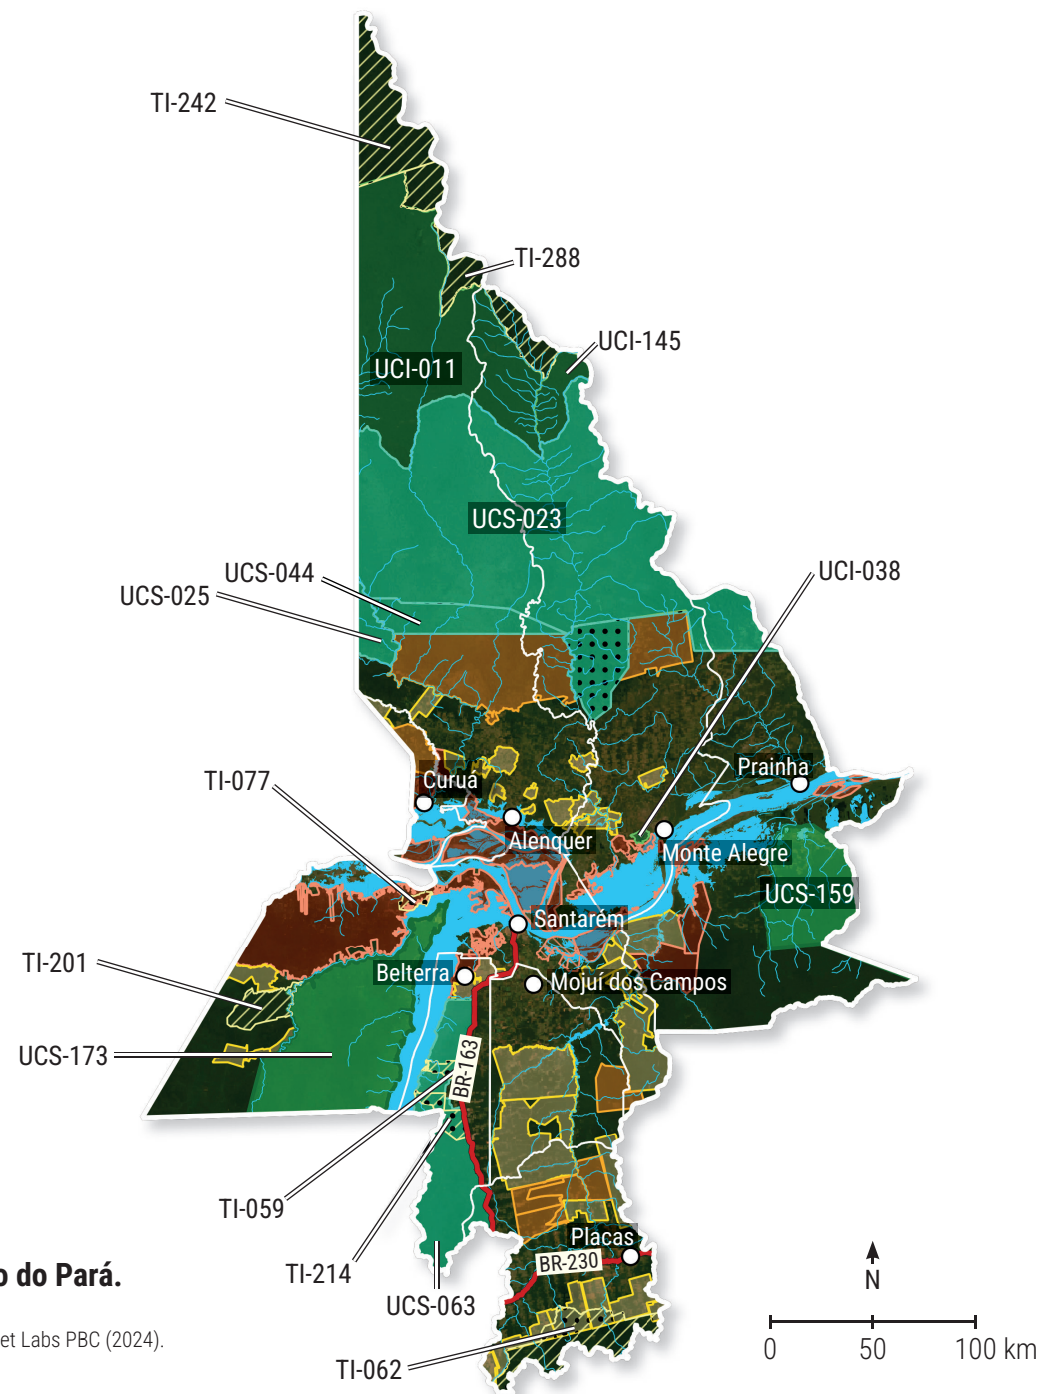 TI-242
TI-288
UCI-145
UCI-011
UCS-023
UCS-044
UCI-038
UCS-025
Prainha
TI-077
Curuá
Alenquer
Monte Alegre
UCS-159
Santarém
TI-201
Belterra
Mojuí dos Campos
UCS-173
BR-163
TI-059
Placas
BR-230
o do Pará.
TI-214
N
UCS-063
et Labs PBC (2024).
TI-062
0 50 100 km